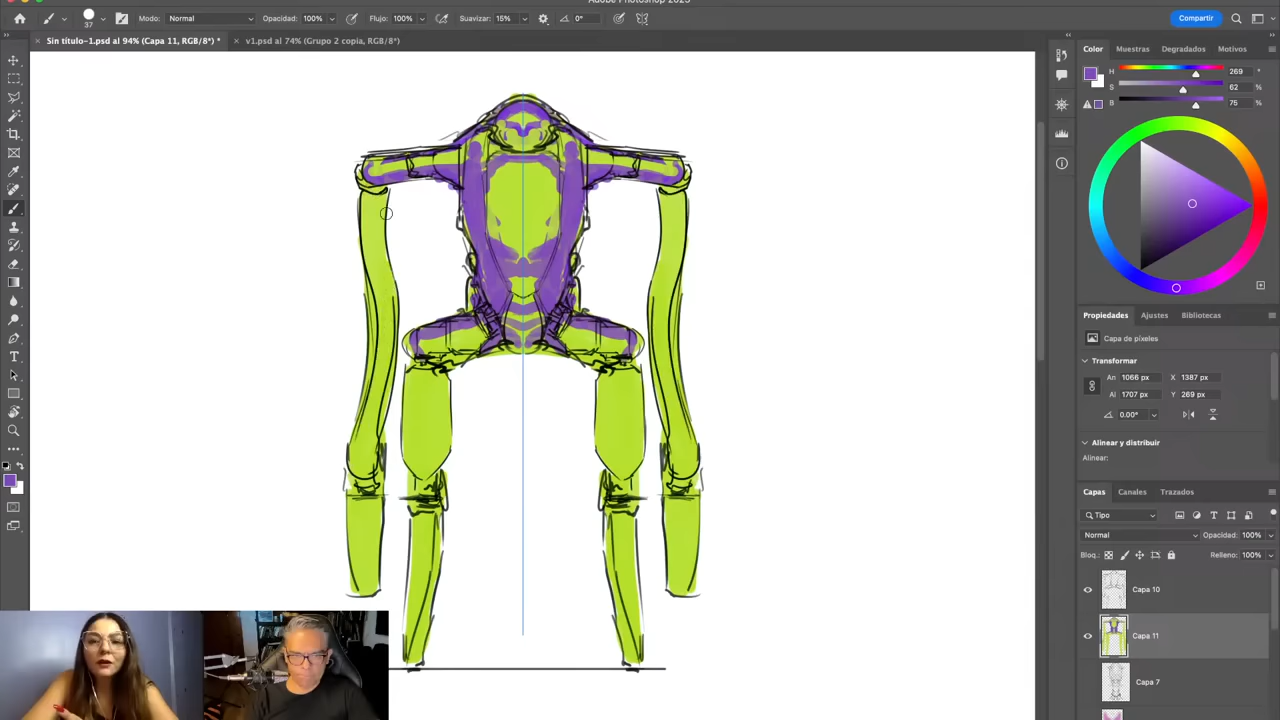 Adobe Photoshop 2023
37 Modo: Normal Opacidad: 100% Flujo: 100% Suavizar: 15% 0° Compartir
Sin título-1.psd al 94% (Capa 11, RGB/8*) *
v1.psd al 74% (Grupo 2 copia, RGB/8*)
Color Muestras Degradados Motivos
H 269 °
S 62 %
B 75 %
Propiedades Ajustes Bibliotecas
Capa de píxeles
Transformar
An 1066 px X 1387 px
Al 1707 px Y 269 px
0.00°
Alinear y distribuir
Alinear:
Capas Canales Trazados
Tipo
Normal Opacidad: 100%
Bloq.: Relleno: 100%
Capa 10
Capa 11
Capa 7